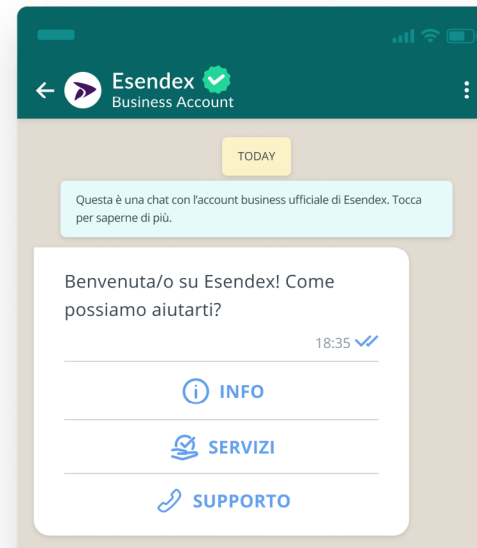 Esendex
Business Account
TODAY
Questa è una chat con l'account business ufficiale di Esendex. Tocca
per saperne di più.
Benvenuta/o su Esendex! Come
possiamo aiutarti?
18:35
INFO
SERVIZI
SUPPORTO